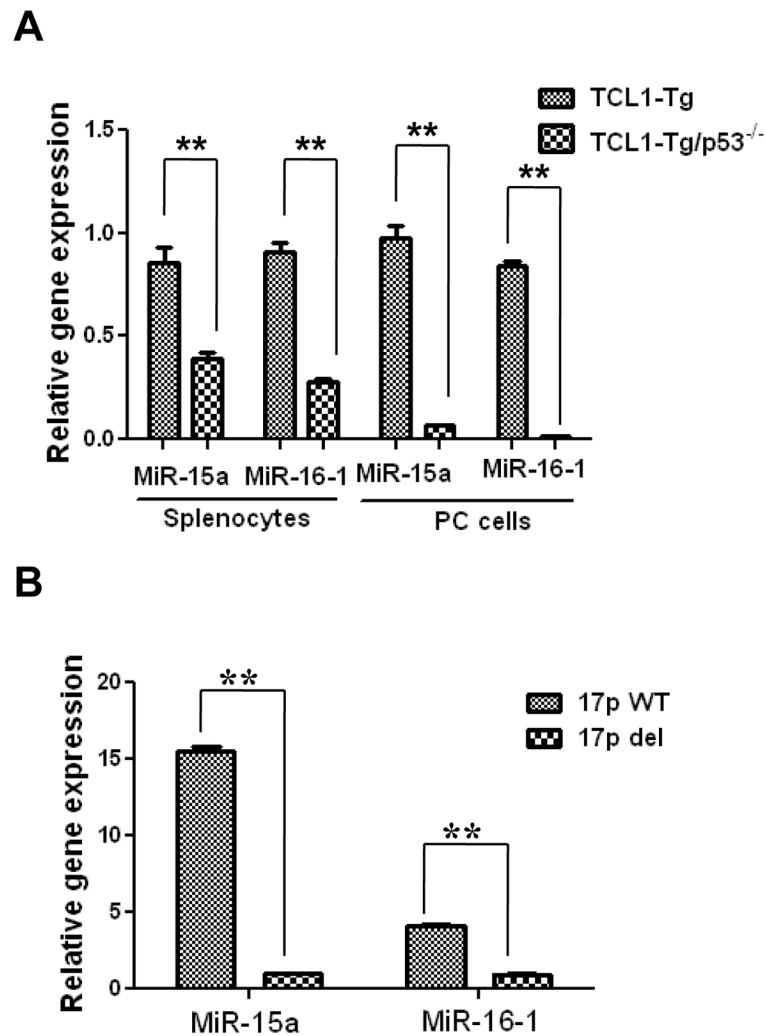 A
TCL1-Tg
TCL1-Tg/p53-/-
Relative gene expression
1.5
1.0
0.5
0.0
**
**
**
**
MiR-15a
MiR-16-1
MiR-15a
MiR-16-1
Splenocytes
PC cells
B
17p WT
17p del
Relative gene expression
20
15
10
5
0
**
**
MiR-15a
MiR-16-1